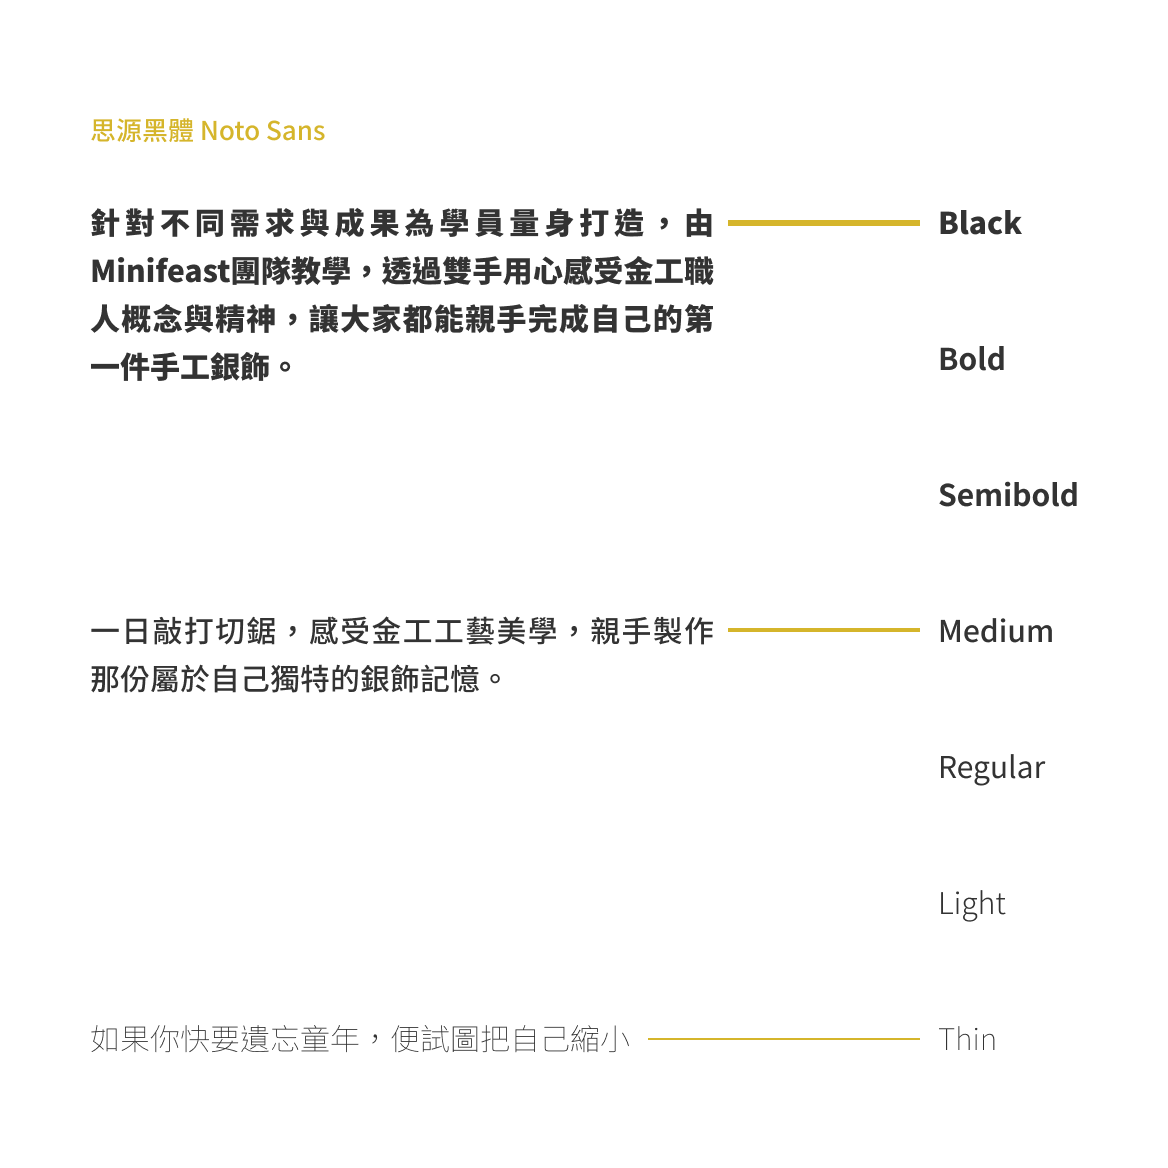 思源黑體 Noto Sans
針對不同需求與成果為學員量身打造，由
Minifeast團隊教學，透過雙手用心感受金工職
人概念與精神，讓大家都能親手完成自己的第
一件手工銀飾。
Black
Bold
Semibold
一日敲打切鋸，感受金工工藝美學，親手製作
那份屬於自己獨特的銀飾記憶。
Medium
Regular
Light
如果你快要遺忘童年，便試圖把自己縮小
Thin